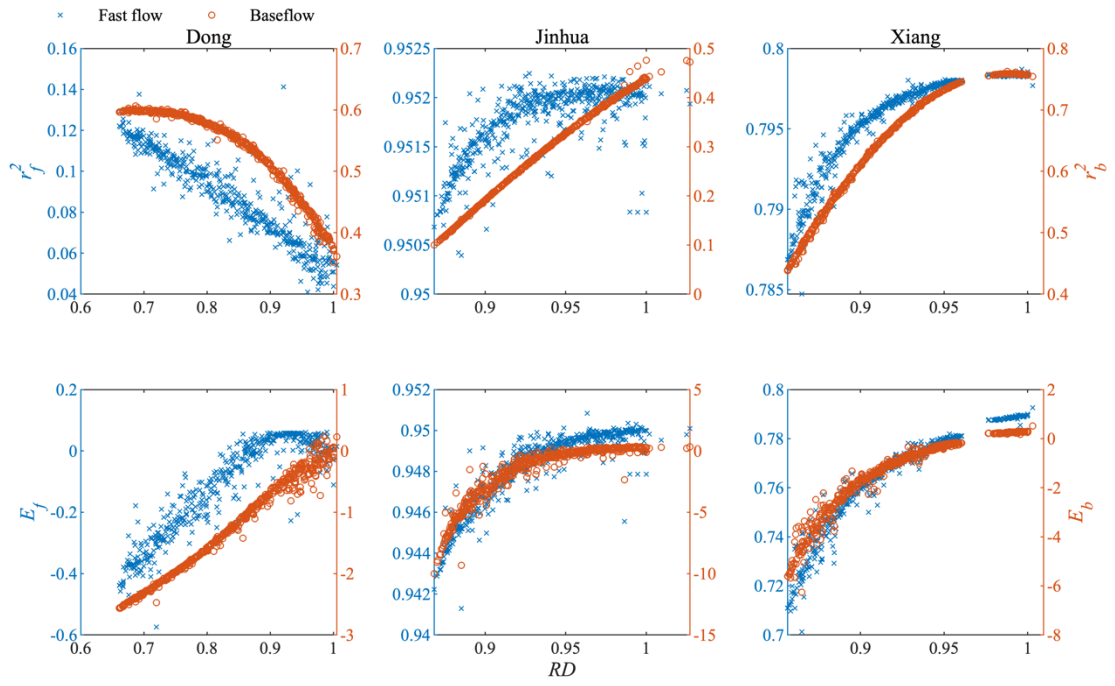 × Fast flow ○ Baseflow
Dong Jinhua Xiang
0.16 0.7 0.9525 0.5 0.8 0.8
0.14 0.6 0.952 0.4 0.795 0.7
0.12 0.5 0.9515 0.3 0.79 0.6
0.1 0.4 0.951 0.2 0.785 0.5
0.08 0.3 0.9505 0.1 0.4
0.06 0.95 0
0.04
r_f^2 r_b^2
0.6 0.7 0.8 0.9 1 0.9 0.95 1 0.9 0.95 1
0.2 1 0.952 5 0.8 2
0 0 0.95 0 0.78 0
-0.2 -1 0.948 -5 0.76 -2
-0.4 -2 0.946 -10 0.74 -4
-0.6 -3 0.944 -15 0.72 -6
0.942 0.7 -8
0.94
E_f E_b
0.6 0.7 0.8 0.9 1 0.9 0.95 1 0.9 0.95 1
RD